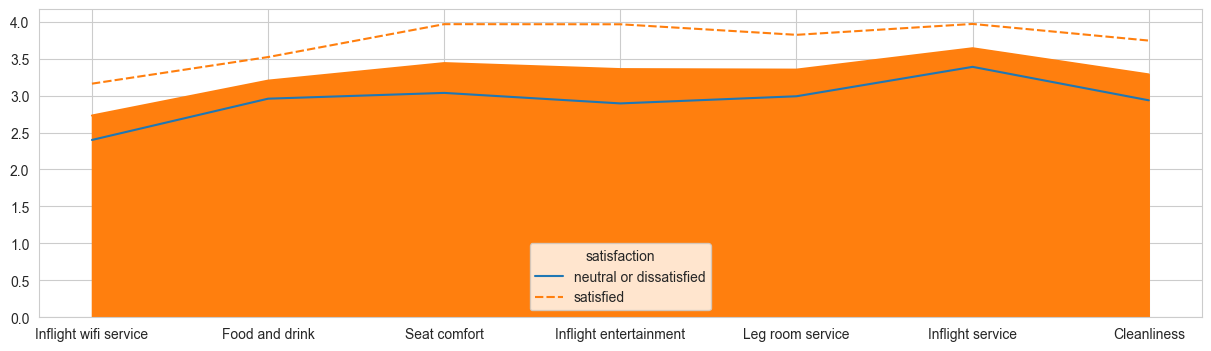 4.0
3.5
3.0
2.5
2.0
1.5
1.0
0.5
0.0
satisfaction
neutral or dissatisfied
satisfied
Inflight wifi service Food and drink Seat comfort Inflight entertainment Leg room service Inflight service Cleanliness